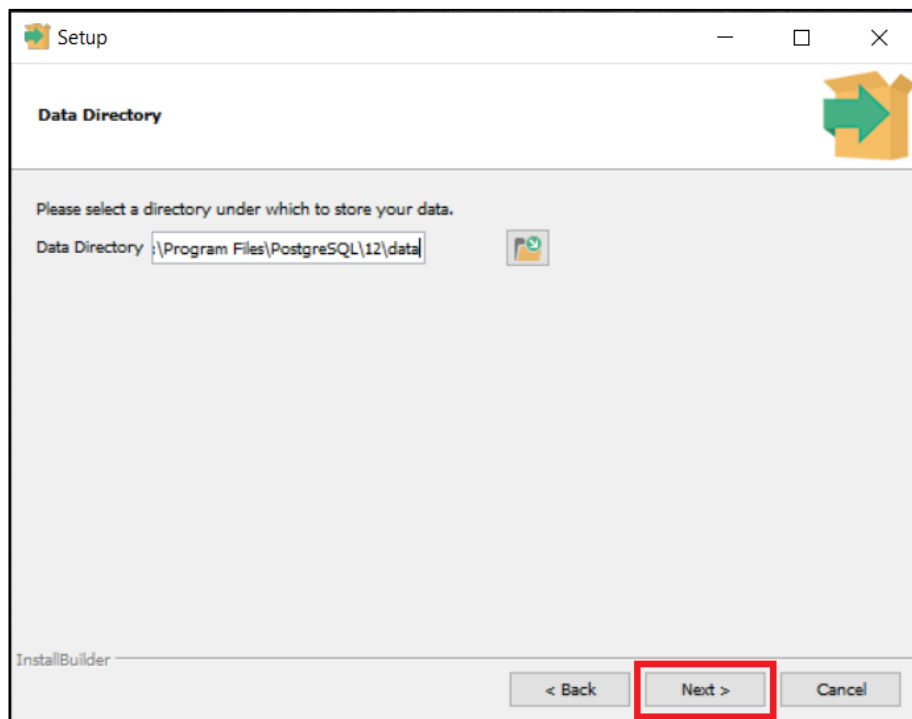 Setup
Data Directory
Please select a directory under which to store your data.
Data Directory :\Program Files\PostgreSQL\12\data
InstallBuilder
< Back Next > Cancel